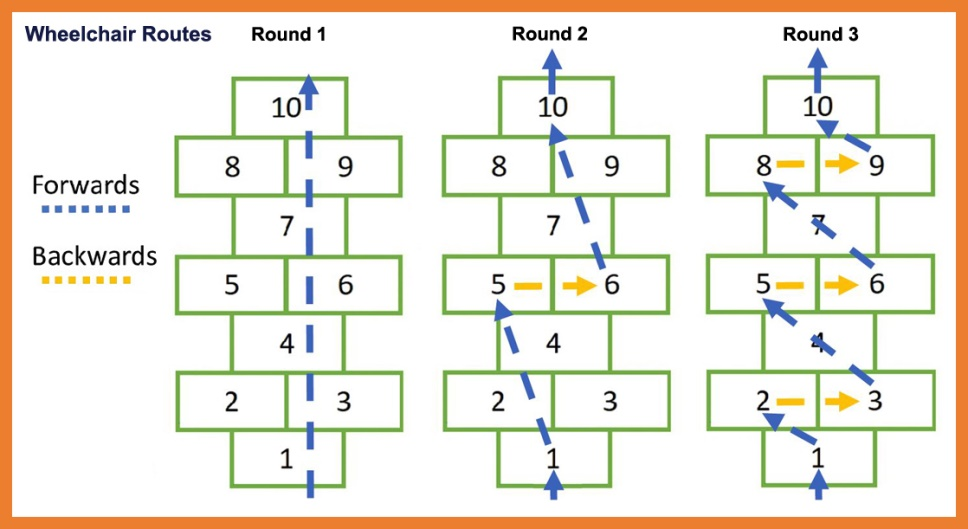 Wheelchair Routes Round 1 Round 2 Round 3
10 10 10
8 9 8 9 8 9
Forwards
7 7 7
Backwards
5 6 5 6 5 6
4 4 4
2 3 2 3 2 3
1 1 1